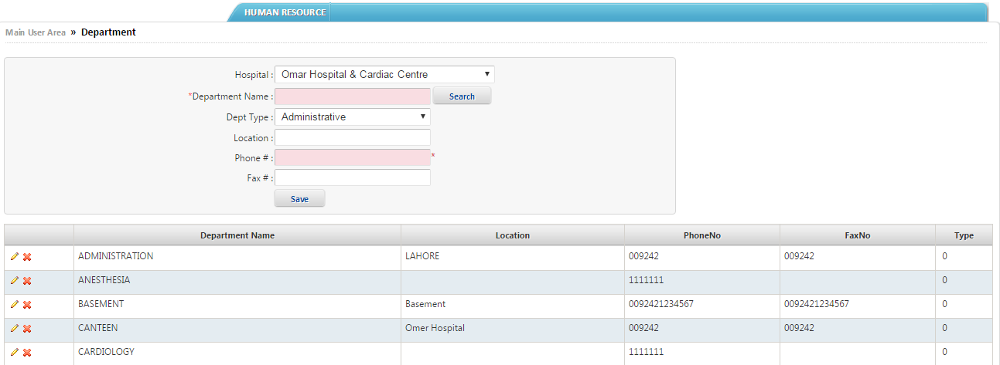 HUMAN RESOURCE
Main User Area » Department
Hospital : Omar Hospital & Cardiac Centre
*Department Name : Search
Dept Type : Administrative
Location :
Phone # : *
Fax # :
Save
Department Name Location PhoneNo FaxNo Type
ADMINISTRATION LAHORE 009242 009242 0
ANESTHESIA 1111111 0
BASEMENT Basement 0092421234567 0092421234567 0
CANTEEN Omer Hospital 009242 009242 0
CARDIOLOGY 1111111 0